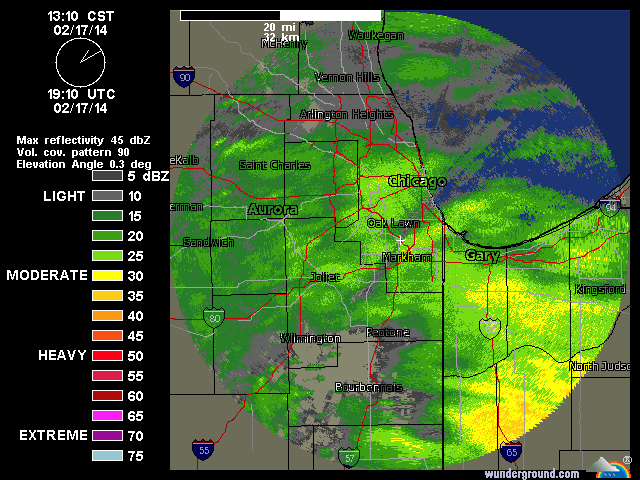 13:10 CST
02/17/14
19:10 UTC
02/17/14
Max reflectivity 45 dbZ
Vol. cov. pattern 90
Elevation Angle 0.3 deg
5 dBZ
LIGHT 10
15
20
25
MODERATE 30
35
40
45
HEAVY 50
55
60
65
EXTREME 70
75
20 mi
32 km
McHenry
Waukegan
90
Vernon Hills
Arlington Heights
eKalb
Saint Charles
Chicago
ermon
Aurora
94
Oak Lawn
Sandwich
Markham
Gary
Joliet
Kingsford
80
Wilmington
Peotone
North Judso
Bourbonnais
55
57
65
wunderground.com
®